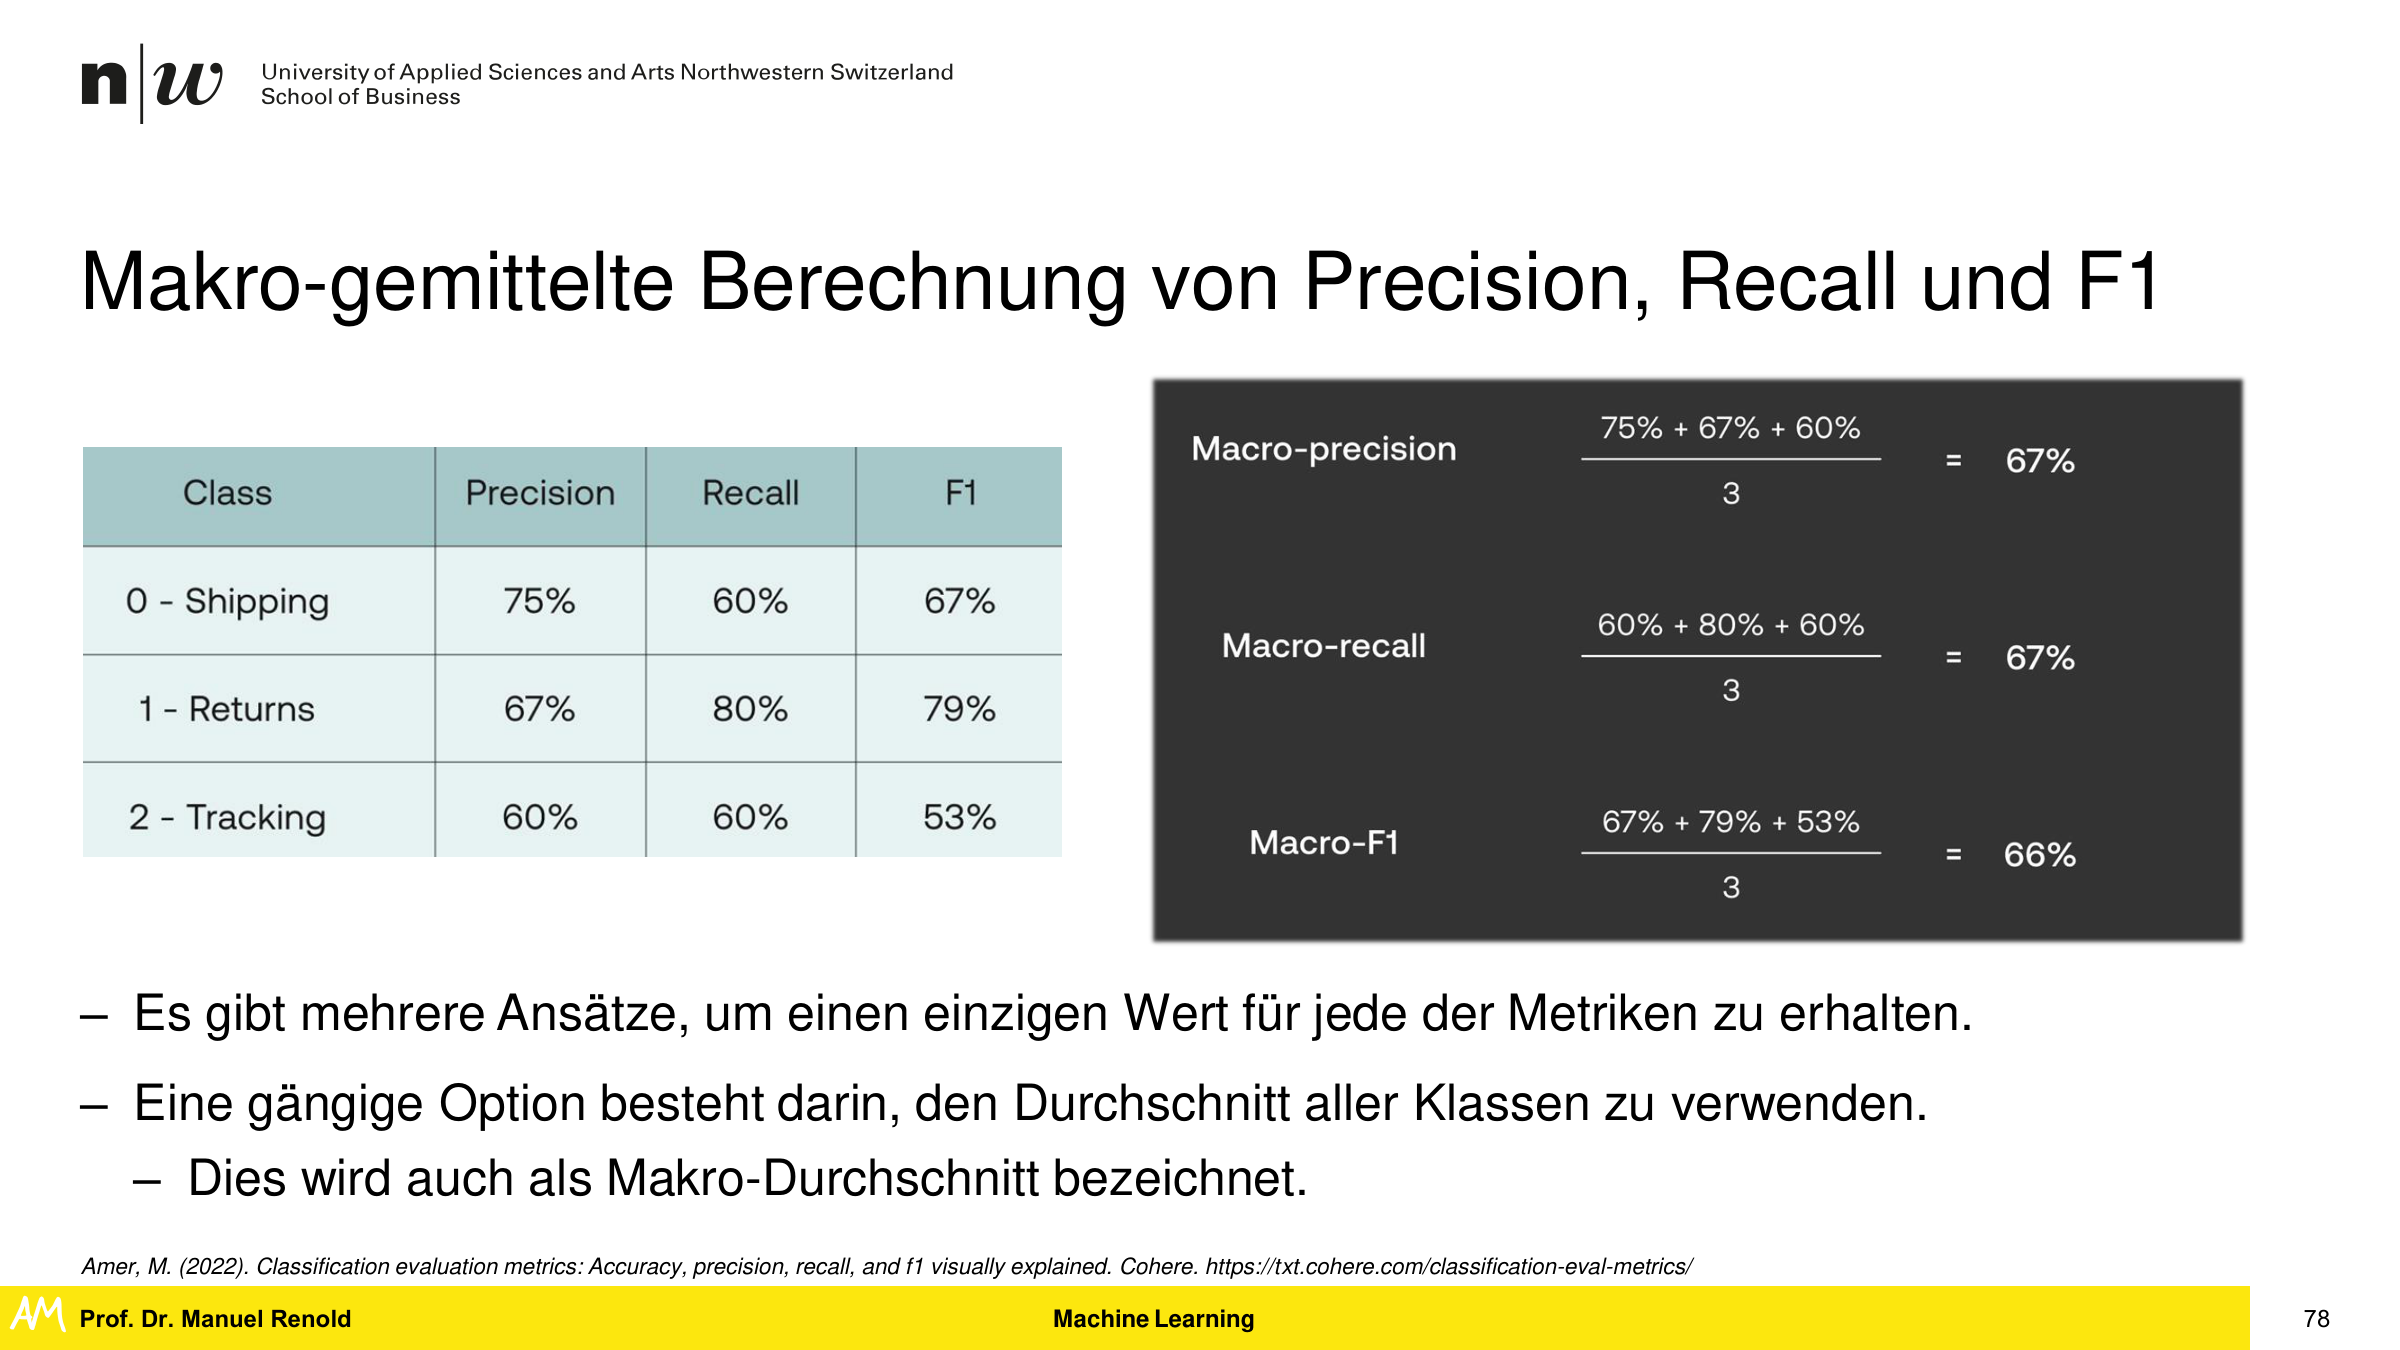 n|w University of Applied Sciences and Arts Northwestern Switzerland
School of Business
Makro-gemittelte Berechnung von Precision, Recall und F1
Class Precision Recall F1
0 - Shipping 75% 60% 67%
1 - Returns 67% 80% 79%
2 - Tracking 60% 60% 53%
Macro-precision 75% + 67% + 60% / 3 = 67%
Macro-recall 60% + 80% + 60% / 3 = 67%
Macro-F1 67% + 79% + 53% / 3 = 66%
– Es gibt mehrere Ansätze, um einen einzigen Wert für jede der Metriken zu erhalten.
– Eine gängige Option besteht darin, den Durchschnitt aller Klassen zu verwenden.
– Dies wird auch als Makro-Durchschnitt bezeichnet.
Amer, M. (2022). Classification evaluation metrics: Accuracy, precision, recall, and f1 visually explained. Cohere. https://txt.cohere.com/classification-eval-metrics/
AM Prof. Dr. Manuel Renold Machine Learning 78